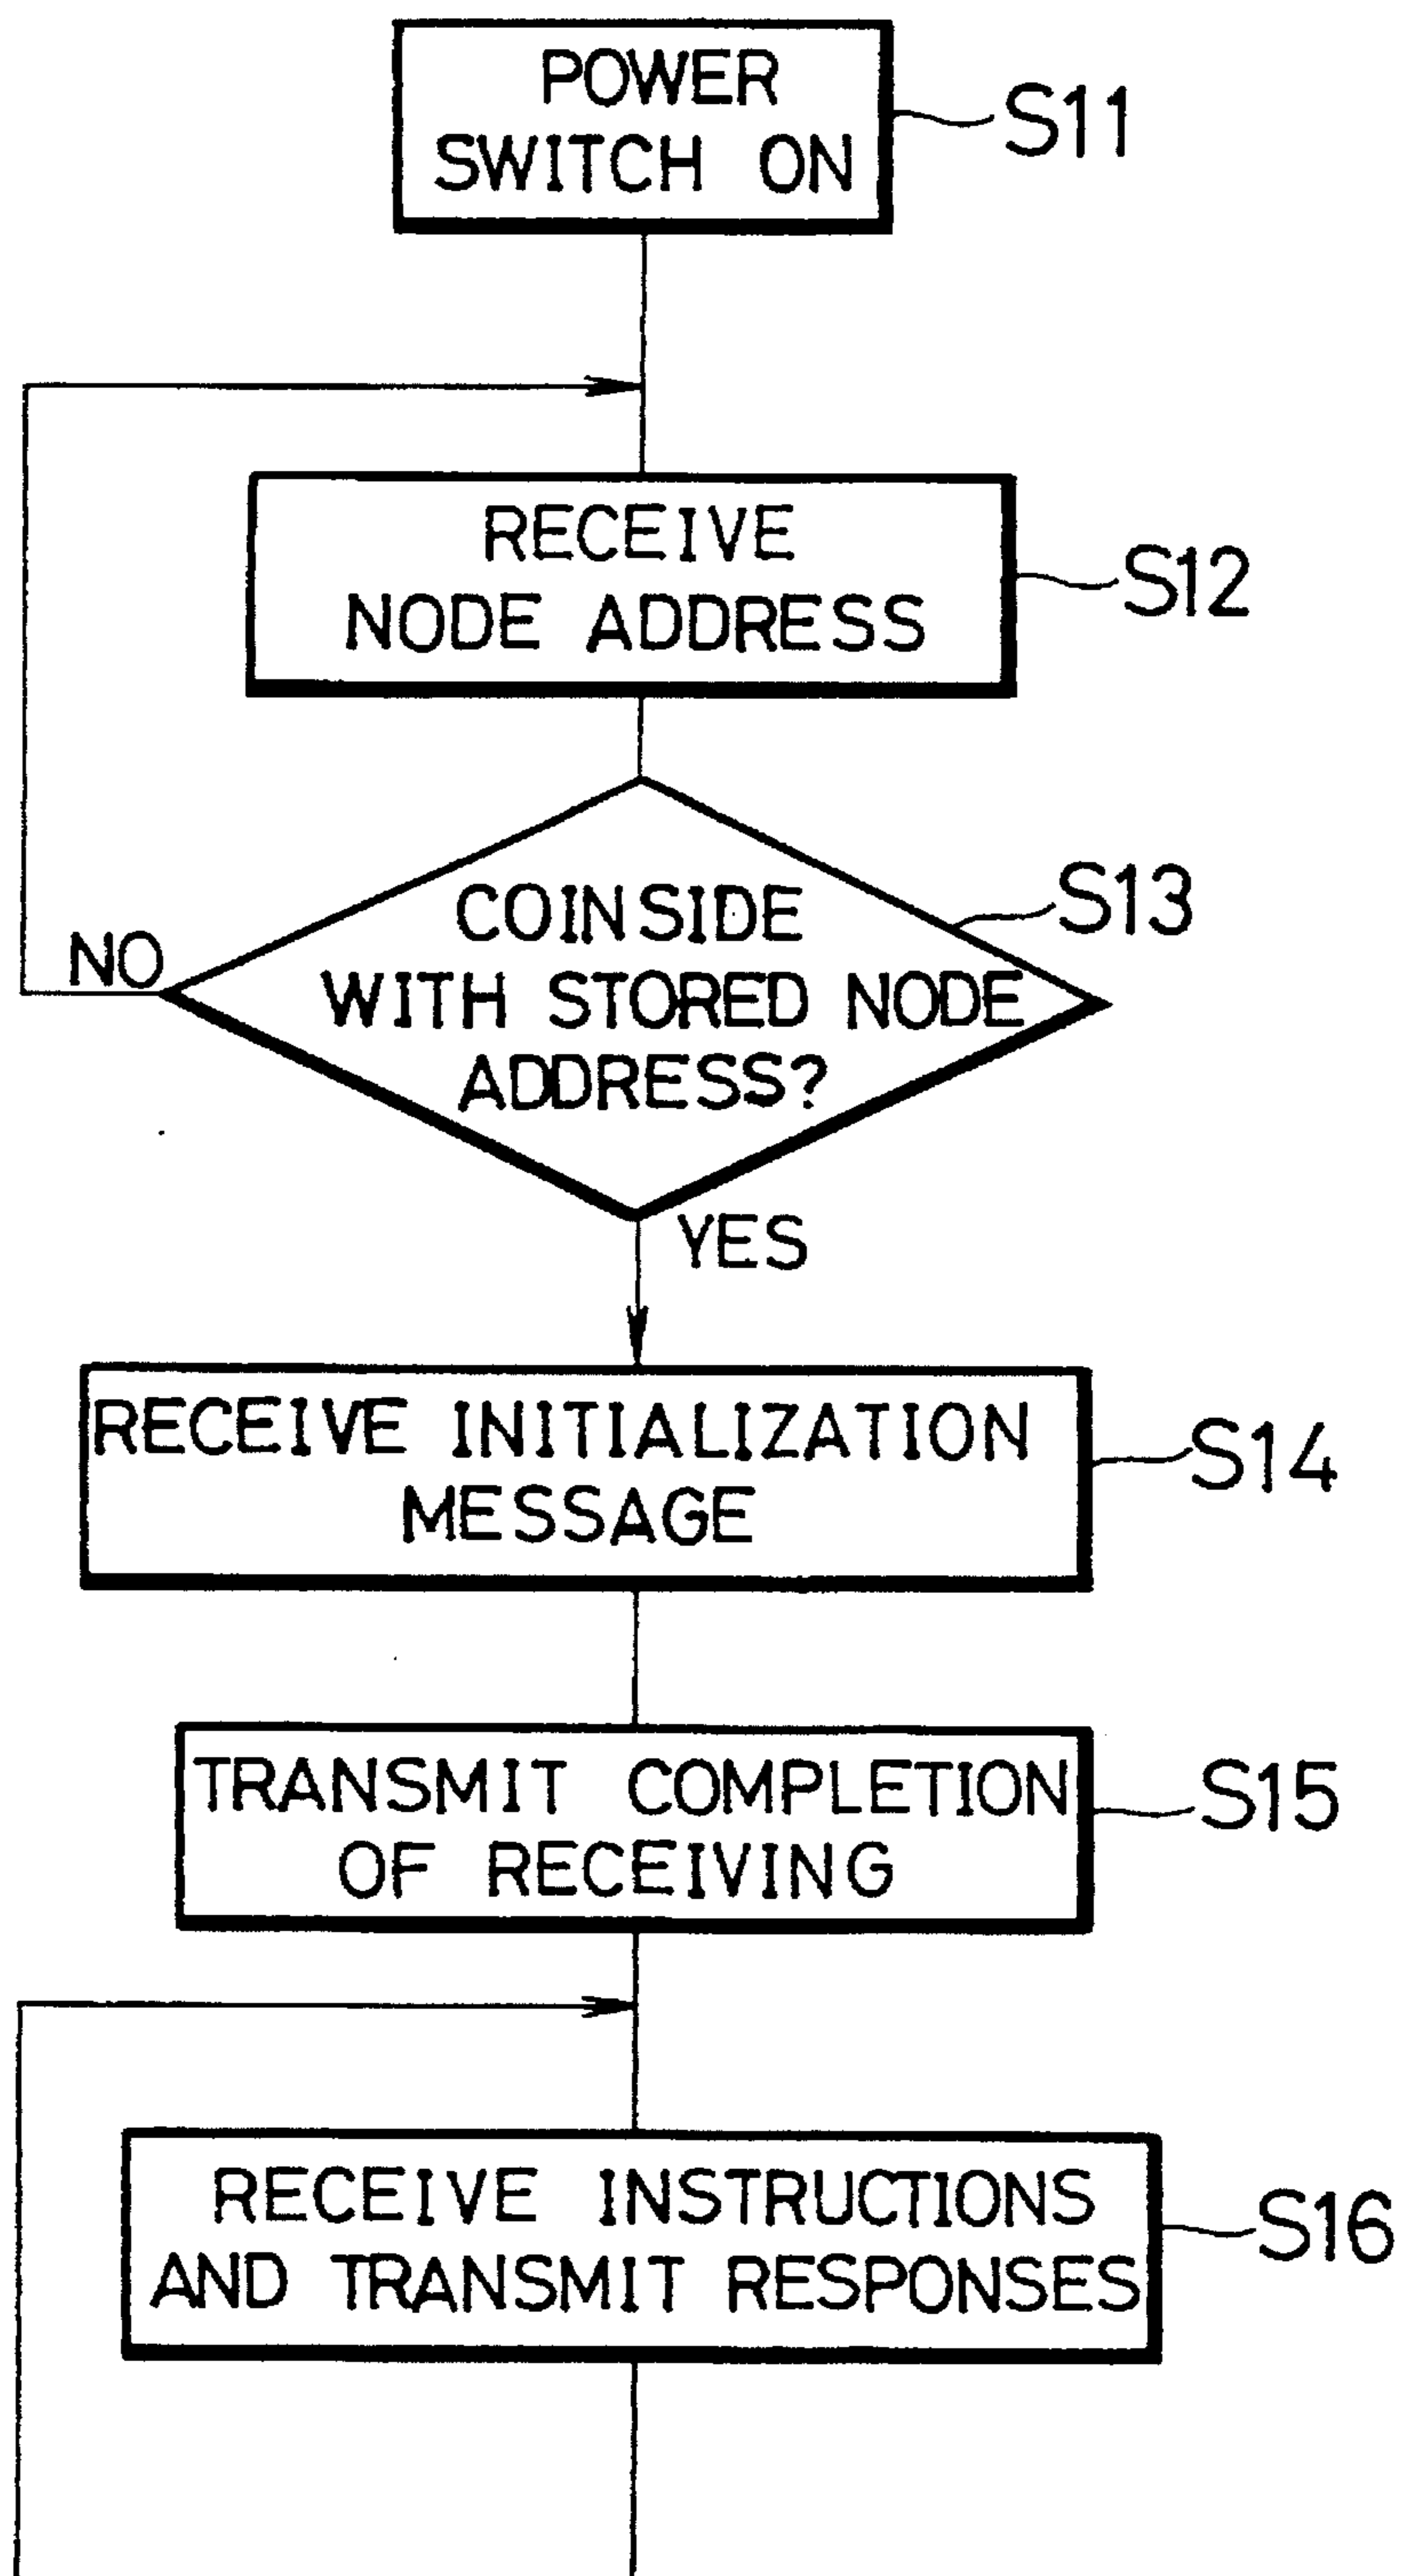 POWER
SWITCH ON
S11
RECEIVE
NODE ADDRESS
S12
COINSIDE
WITH STORED NODE
ADDRESS?
S13
NO
YES
RECEIVE INITIALIZATION
MESSAGE
S14
TRANSMIT COMPLETION
OF RECEIVING
S15
RECEIVE INSTRUCTIONS
AND TRANSMIT RESPONSES
S16